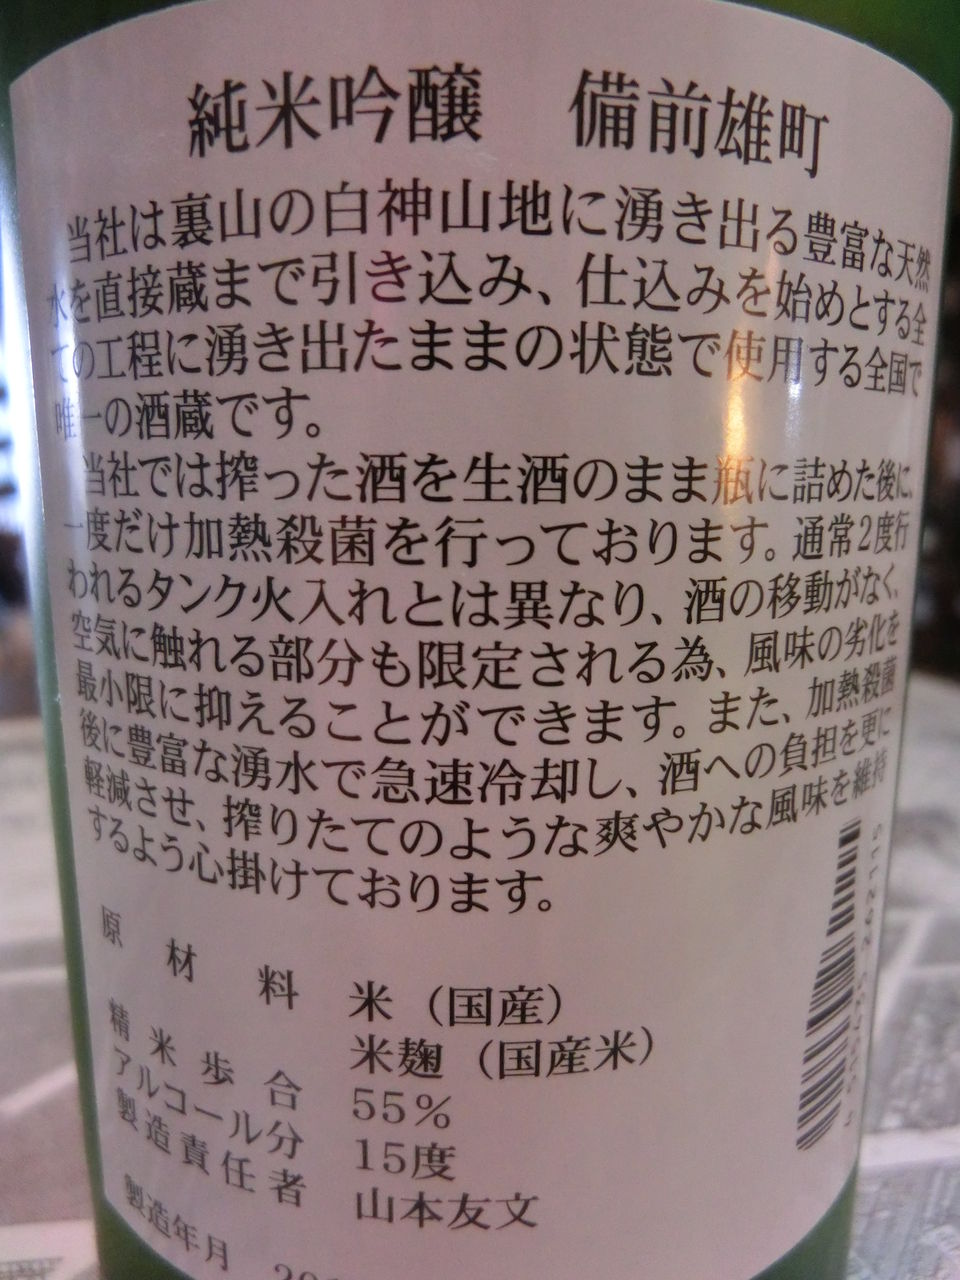 純米吟醸　備前雄町
当社は裏山の白神山地に湧き出る豊富な天然
水を直接蔵まで引き込み、仕込みを始めとする全
ての工程に湧き出たままの状態で使用する全国で
唯一の酒蔵です。
当社では搾った酒を生酒のまま瓶に詰めた後に、
一度だけ加熱殺菌を行っております。通常2度行
われるタンク火入れとは異なり、酒の移動がなく、
空気に触れる部分も限定される為、風味の劣化を
最小限に抑えることができます。また、加熱殺菌
後に豊富な湧水で急速冷却し、酒への負担を更に
軽減させ、搾りたてのような爽やかな風味を維持
するよう心掛けております。
原材料　米（国産）
米麹（国産米）
精米歩合　55％
アルコール分　15度
製造責任者　山本友文
製造年月